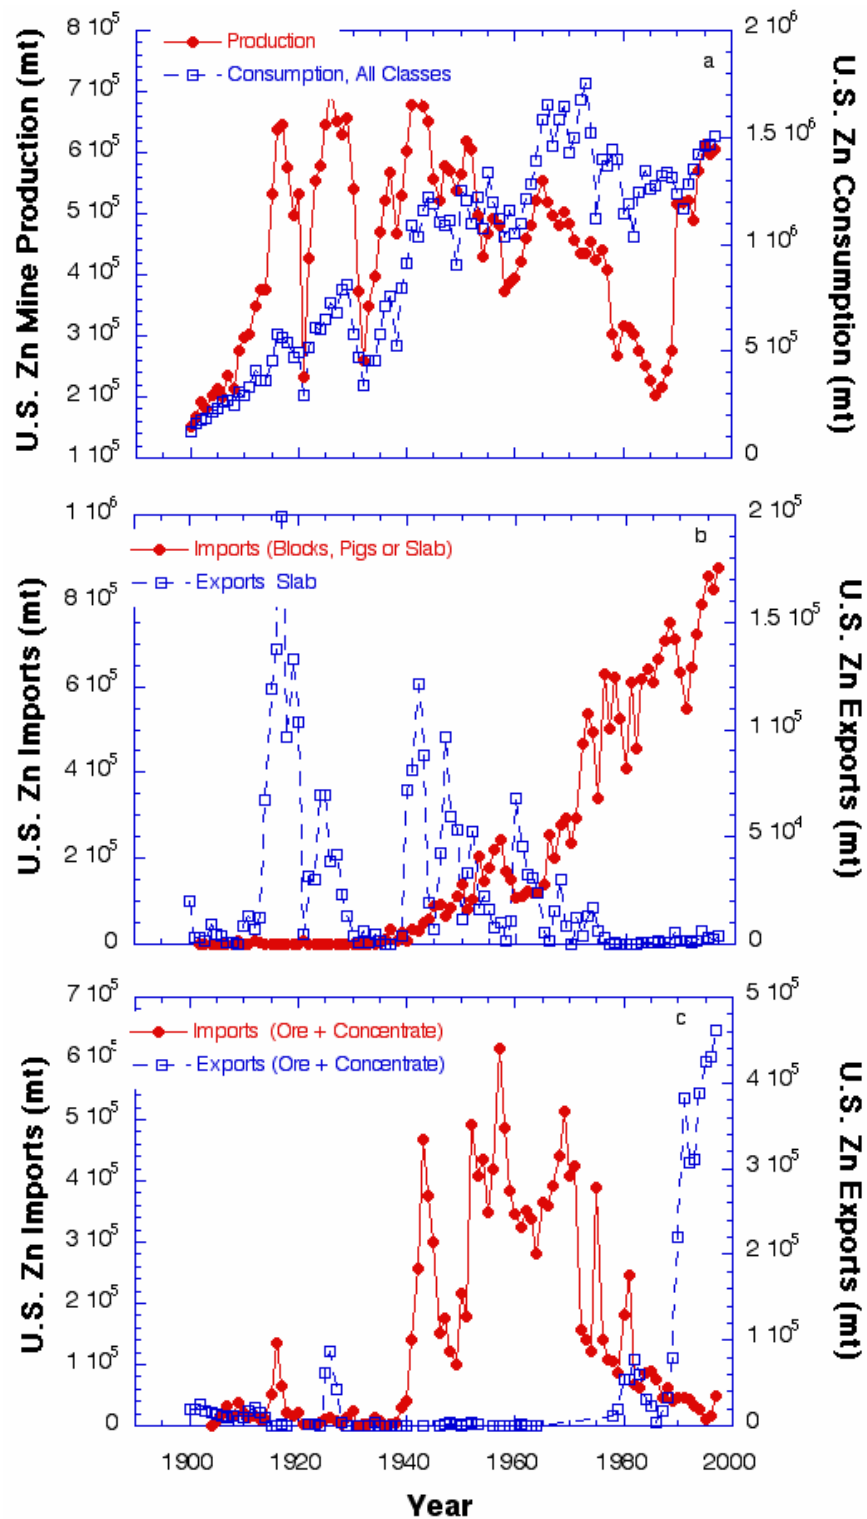 Production
Consumption, All Classes
a
8 10⁵
7 10⁵
6 10⁵
5 10⁵
4 10⁵
3 10⁵
2 10⁵
1 10⁵
U.S. Zn Mine Production (mt)
2 10⁶
1.5 10⁶
1 10⁶
5 10⁵
0
U.S. Zn Consumption (mt)
Imports (Blocks, Pigs or Slab)
Exports Slab
b
1 10⁶
8 10⁵
6 10⁵
4 10⁵
2 10⁵
0
U.S. Zn Imports (mt)
2 10⁵
1.5 10⁵
1 10⁵
5 10⁴
0
U.S. Zn Exports (mt)
Imports (Ore + Concentrate)
Exports (Ore + Concentrate)
c
7 10⁵
6 10⁵
5 10⁵
4 10⁵
3 10⁵
2 10⁵
1 10⁵
0
U.S. Zn Imports (mt)
5 10⁵
4 10⁵
3 10⁵
2 10⁵
1 10⁵
0
U.S. Zn Exports (mt)
1900 1920 1940 1960 1980 2000
Year